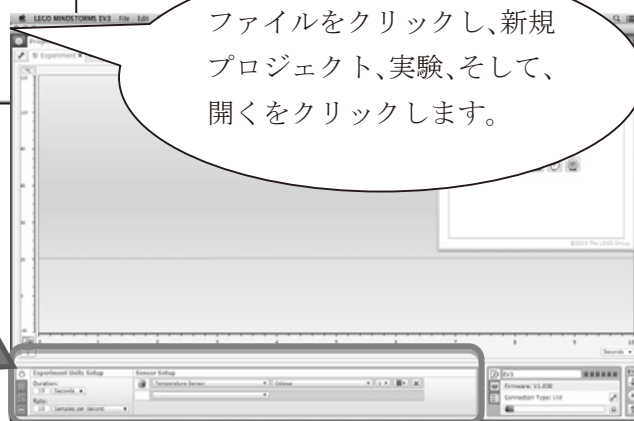 LEGO MINDSTORMS EV3 File Edit
ファイルをクリックし、新規
プロジェクト、実験、そして、
開くをクリックします。
Experiment
©2013 The LEGO Group
Seconds
Experiment Units Setup
Sensor Setup
Duration:
10 Seconds
Temperature Sensor
Celsius
1
Rate:
10 Samples per Second
EV3
Firmware: V1.03E
Connection Type: USB